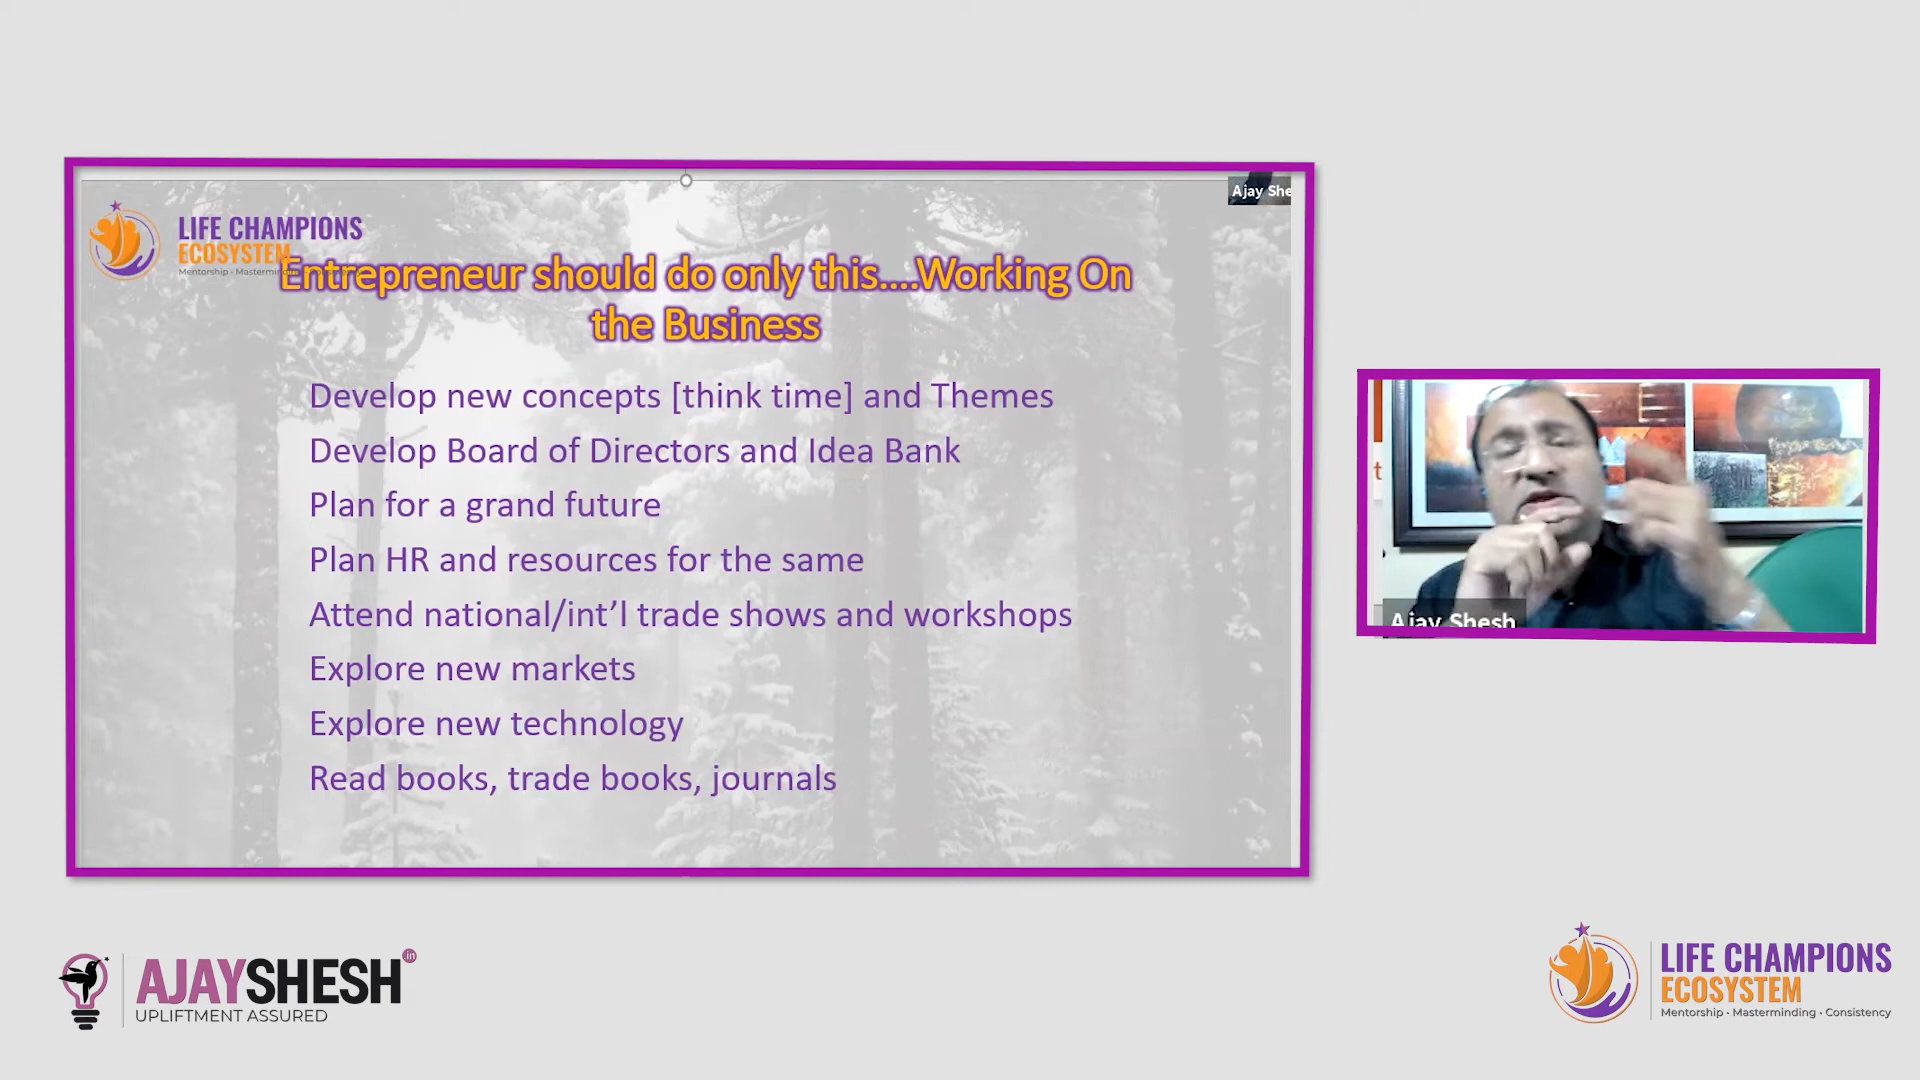 LIFE CHAMPIONS
ECOSYSTEM
Ajay She
Entrepreneur should do only this....Working On
the Business
Develop new concepts [think time] and Themes
Develop Board of Directors and Idea Bank
Plan for a grand future
Plan HR and resources for the same
Attend national/int’l trade shows and workshops
Explore new markets
Explore new technology
Read books, trade books, journals
Ajay Shesh
AJAYSHESH .in
UPLIFTMENT ASSURED
LIFE CHAMPIONS
ECOSYSTEM
Mentorship • Masterminding • Consistency